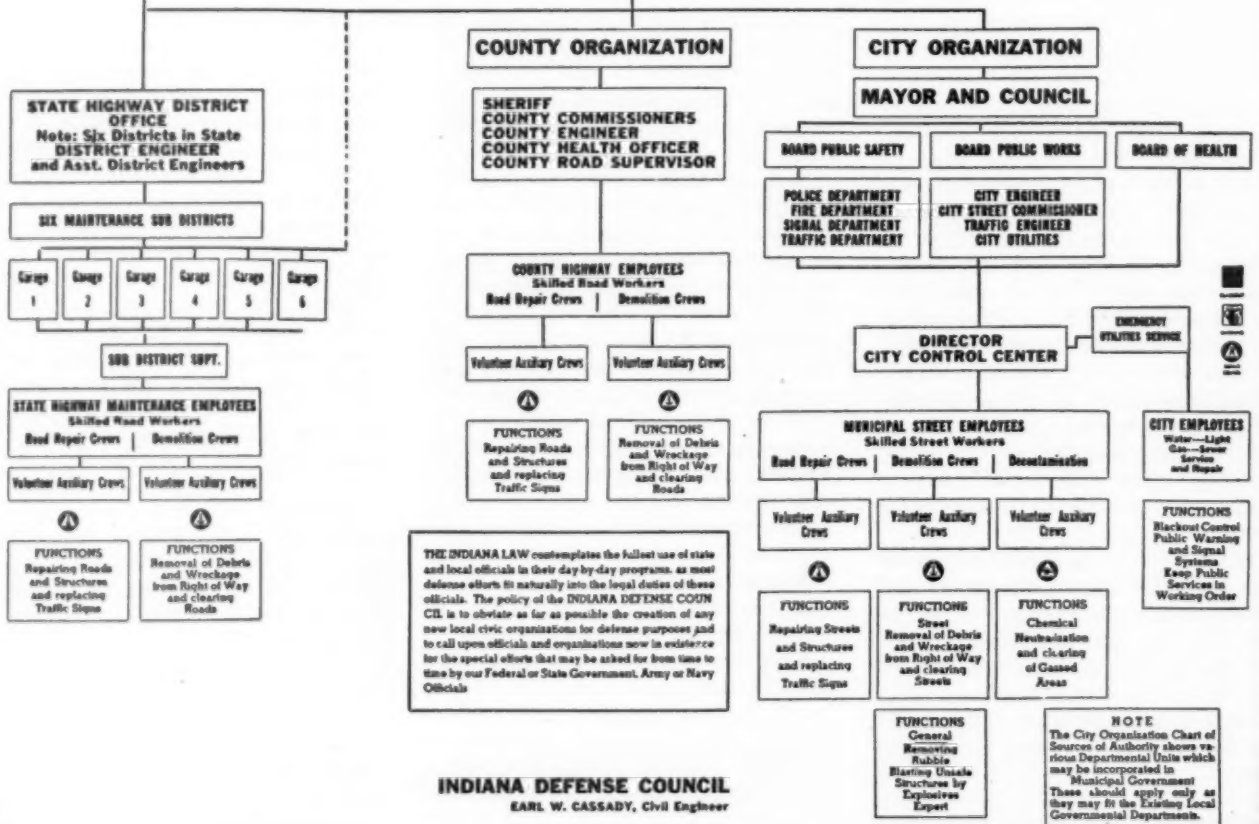 COUNTY ORGANIZATION
CITY ORGANIZATION
MAYOR AND COUNCIL
STATE HIGHWAY DISTRICT
OFFICE
Note: Six Districts in State
DISTRICT ENGINEER
and Asst. District Engineers
SHERIFF
COUNTY COMMISSIONERS
COUNTY ENGINEER
COUNTY HEALTH OFFICER
COUNTY ROAD SUPERVISOR
BOARD PUBLIC SAFETY
BOARD PUBLIC WORKS
BOARD OF HEALTH
POLICE DEPARTMENT
FIRE DEPARTMENT
SIGNAL DEPARTMENT
TRAFFIC DEPARTMENT
CITY ENGINEER
CITY STREET COMMISSIONER
TRAFFIC ENGINEER
CITY UTILITIES
SIX MAINTENANCE SUB DISTRICTS
Garage
1
Garage
2
Garage
3
Garage
4
Garage
5
Garage
6
SUB DISTRICT SUPT.
STATE HIGHWAY MAINTENANCE EMPLOYEES
Skilled Road Workers
Road Repair Crews | Demolition Crews
Volunteer Auxiliary Crews
Volunteer Auxiliary Crews
FUNCTIONS
Repairing Roads
and Structures
and replacing
Traffic Signs
FUNCTIONS
Removal of Debris
and Wreckage
from Right of Way
and clearing
Roads
COUNTY HIGHWAY EMPLOYEES
Skilled Road Workers
Road Repair Crews | Demolition Crews
Volunteer Auxiliary Crews
Volunteer Auxiliary Crews
FUNCTIONS
Repairing Roads
and Structures
and replacing
Traffic Signs
FUNCTIONS
Removal of Debris
and Wreckage
from Right of Way
and clearing
Roads
DIRECTOR
CITY CONTROL CENTER
EMERGENCY
UTILITIES SERVICE
MUNICIPAL STREET EMPLOYEES
Skilled Street Workers
Road Repair Crews | Demolition Crews | Decontamination
CITY EMPLOYEES
Water—Light
Gas—Sewer
Service
and Repair
Volunteer Auxiliary
Crews
Volunteer Auxiliary
Crews
Volunteer Auxiliary
Crews
FUNCTIONS
Blackout Control
Public Warning
and Signal
Systems
Keep Public
Services in
Working Order
FUNCTIONS
Repairing Streets
and Structures
and replacing
Traffic Signs
FUNCTIONS
Street
Removal of Debris
and Wreckage
from Right of Way
and clearing
Streets
FUNCTIONS
Chemical
Neutralization
and clearing
of Gassed
Areas
FUNCTIONS
General
Removing
Rubble
Blasting Unsafe
Structures by
Explosives
Expert
NOTE
The City Organization Chart of
Sources of Authority shows va-
rious Departmental Units which
may be incorporated in
Municipal Government
These should apply only as
they may fit the Existing Local
Governmental Departments.
THE INDIANA LAW contemplates the fullest use of state
and local officials in their day-by-day programs, as most
defense efforts fit naturally into the legal duties of these
officials. The policy of the INDIANA DEFENSE COUN
CIL is to obviate as far as possible the creation of any
new local civic organizations for defense purposes and
to call upon officials and organizations now in existence
for the special efforts that may be asked for from time to
time by our Federal or State Government, Army or Navy
Officials
INDIANA DEFENSE COUNCIL
EARL W. CASSADY, Civil Engineer